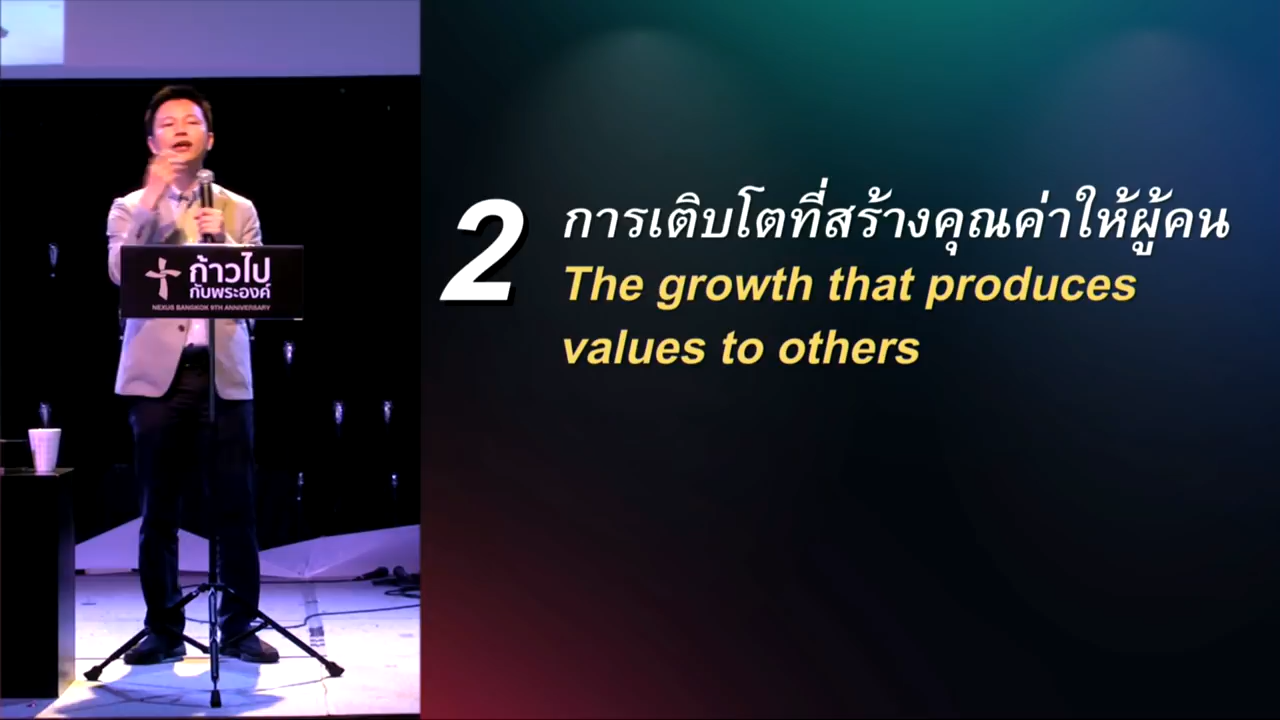 ก้าวไป
กับพระองค์
NEXUS BANGKOK 9TH ANNIVERSARY
2
การเติบโตที่สร้างคุณค่าให้ผู้คน
The growth that produces
values to others